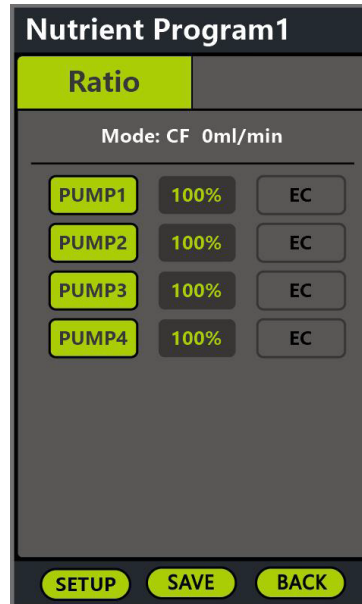 Nutrient Program1
Ratio
Mode: CF 0ml/min
PUMP1 100% EC
PUMP2 100% EC
PUMP3 100% EC
PUMP4 100% EC
SETUP SAVE BACK